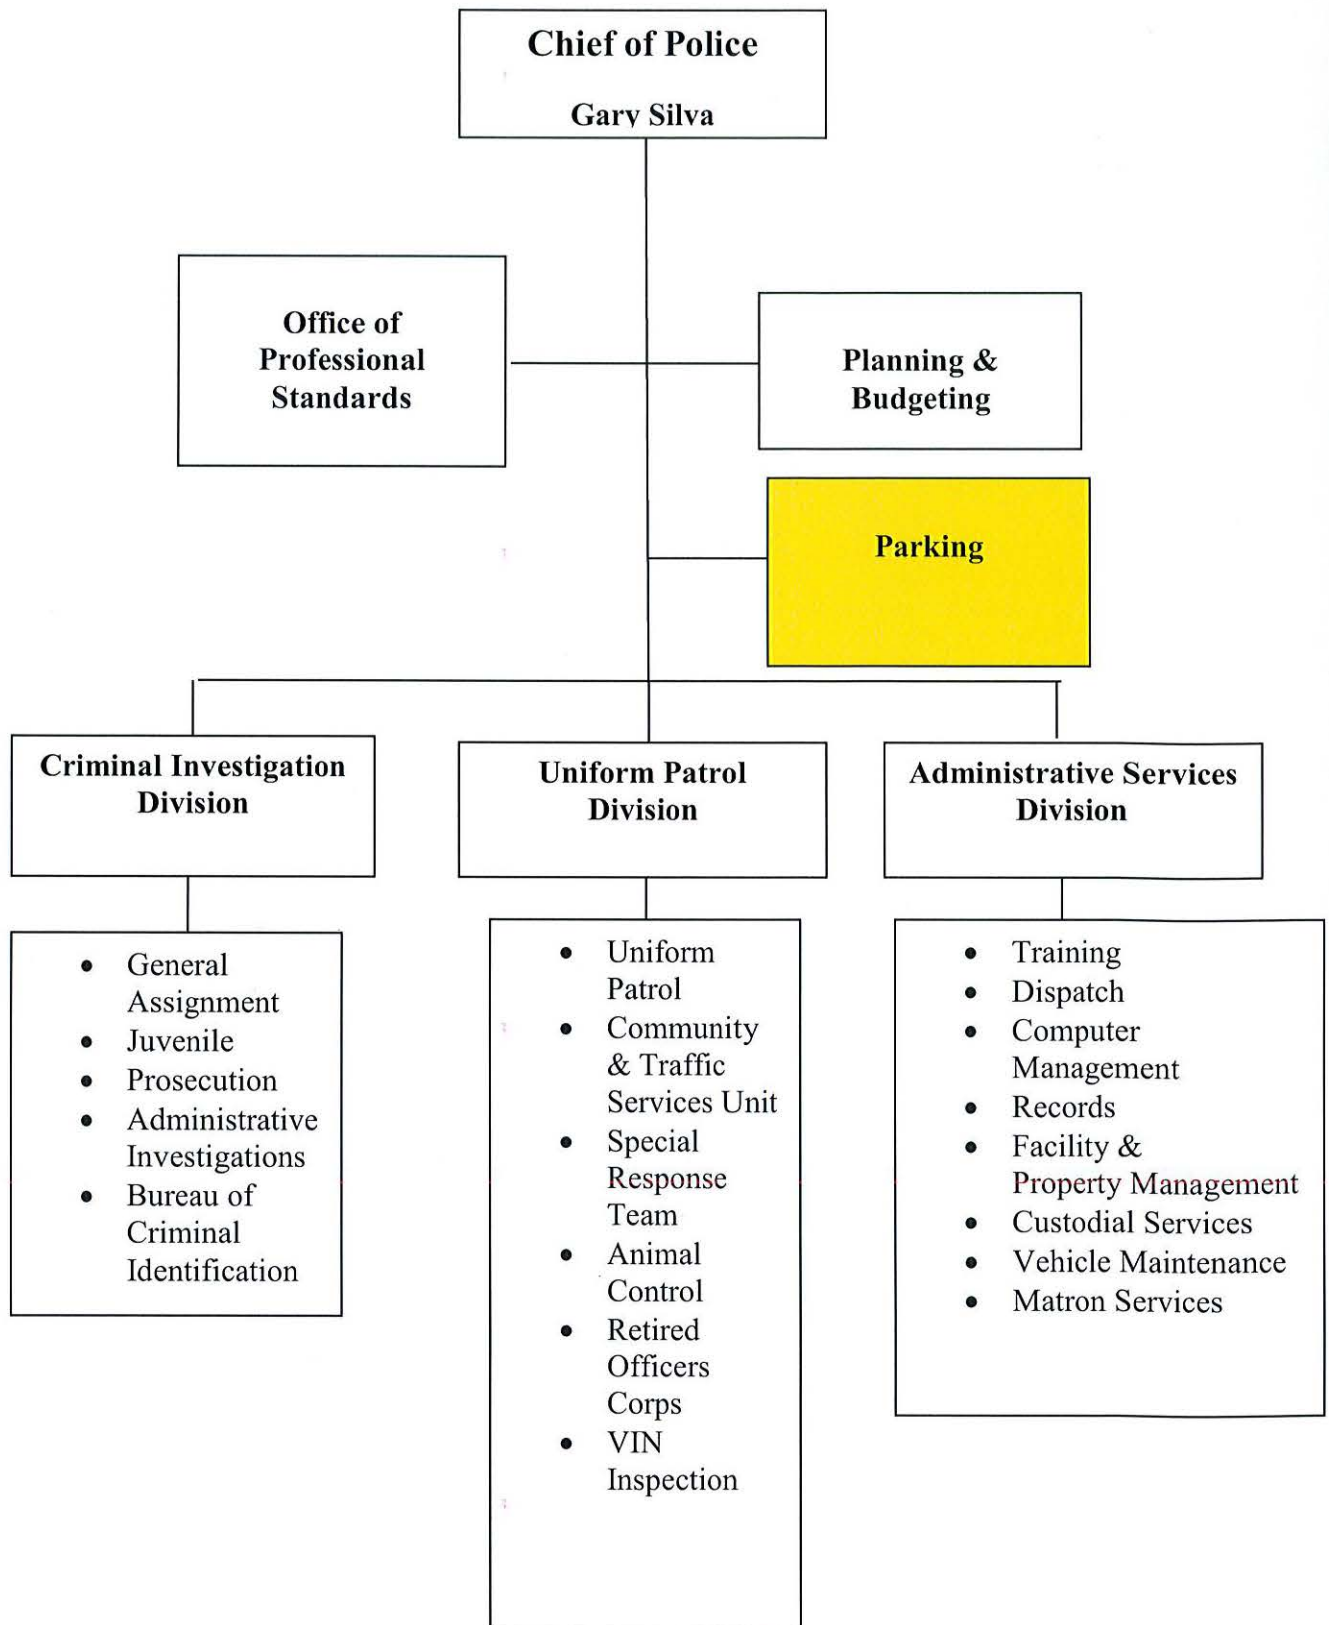 Chief of Police
Gary Silva
Office of
Professional
Standards
Planning &
Budgeting
Parking
Criminal Investigation
Division
Uniform Patrol
Division
Administrative Services
Division
• General
Assignment
• Juvenile
• Prosecution
• Administrative
Investigations
• Bureau of
Criminal
Identification
• Uniform
Patrol
• Community
& Traffic
Services Unit
• Special
Response
Team
• Animal
Control
• Retired
Officers
Corps
• VIN
Inspection
• Training
• Dispatch
• Computer
Management
• Records
• Facility &
Property Management
• Custodial Services
• Vehicle Maintenance
• Matron Services